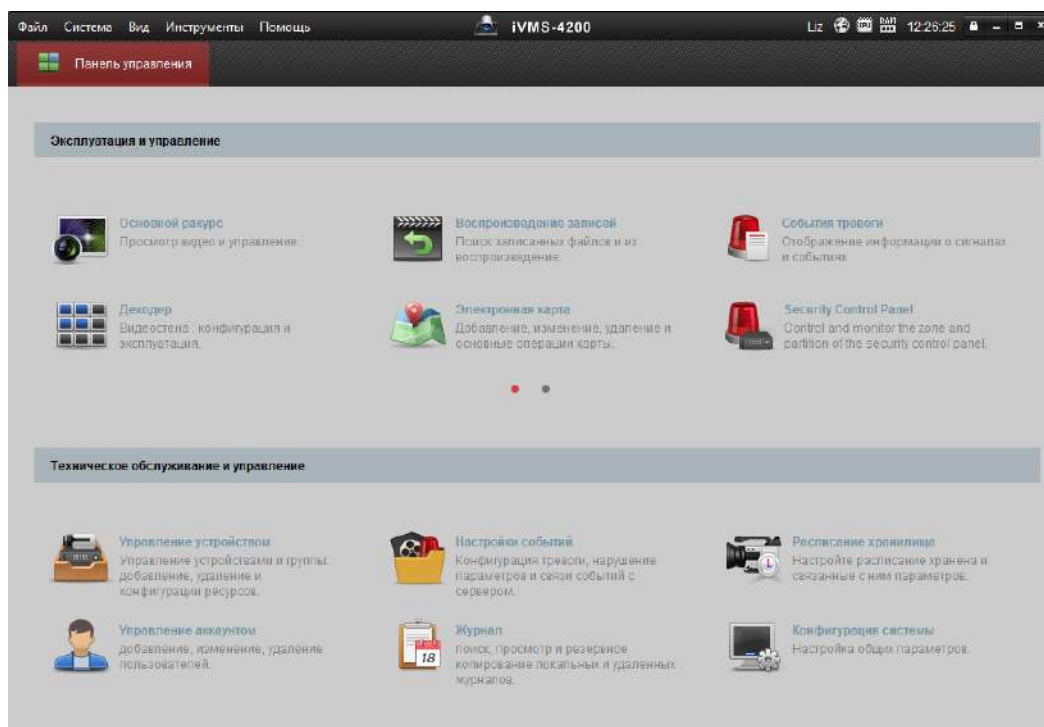 Файл Система Вид Инструменты Помощь iVMS-4200 Liz CPU RAM 12:26:25
Панель управления
Эксплуатация и управление
Основной ракурс
Просмотр видео и управление.
Воспроизведение записей
Поиск записанных файлов и их
воспроизведение.
События тревоги
Отображение информации о сигналах
и событиях
Декодер
Видеостена : конфигурация и
эксплуатация.
Электронная карта
Добавление, изменение, удаление и
основные операции карты.
Security Control Panel
Control and monitor the zone and
partition of the security control panel.
Техническое обслуживание и управление
Управление устройством
Управление устройствами и группы:
добавление, удаление и
конфигурации ресурсов.
Настройки событий
Конфигурация тревоги, нарушение
параметров и связи событий с
сервером.
Расписание хранилища
Настройте расписание хранена и
связанные с ним параметров.
Управление аккаунтом
добавление, изменение, удаление
пользователей.
18
Журнал
поиск, просмотр и резервное
копирование локальных и удаленных
журналов.
Конфигурация системы
Настройка общих параметров.